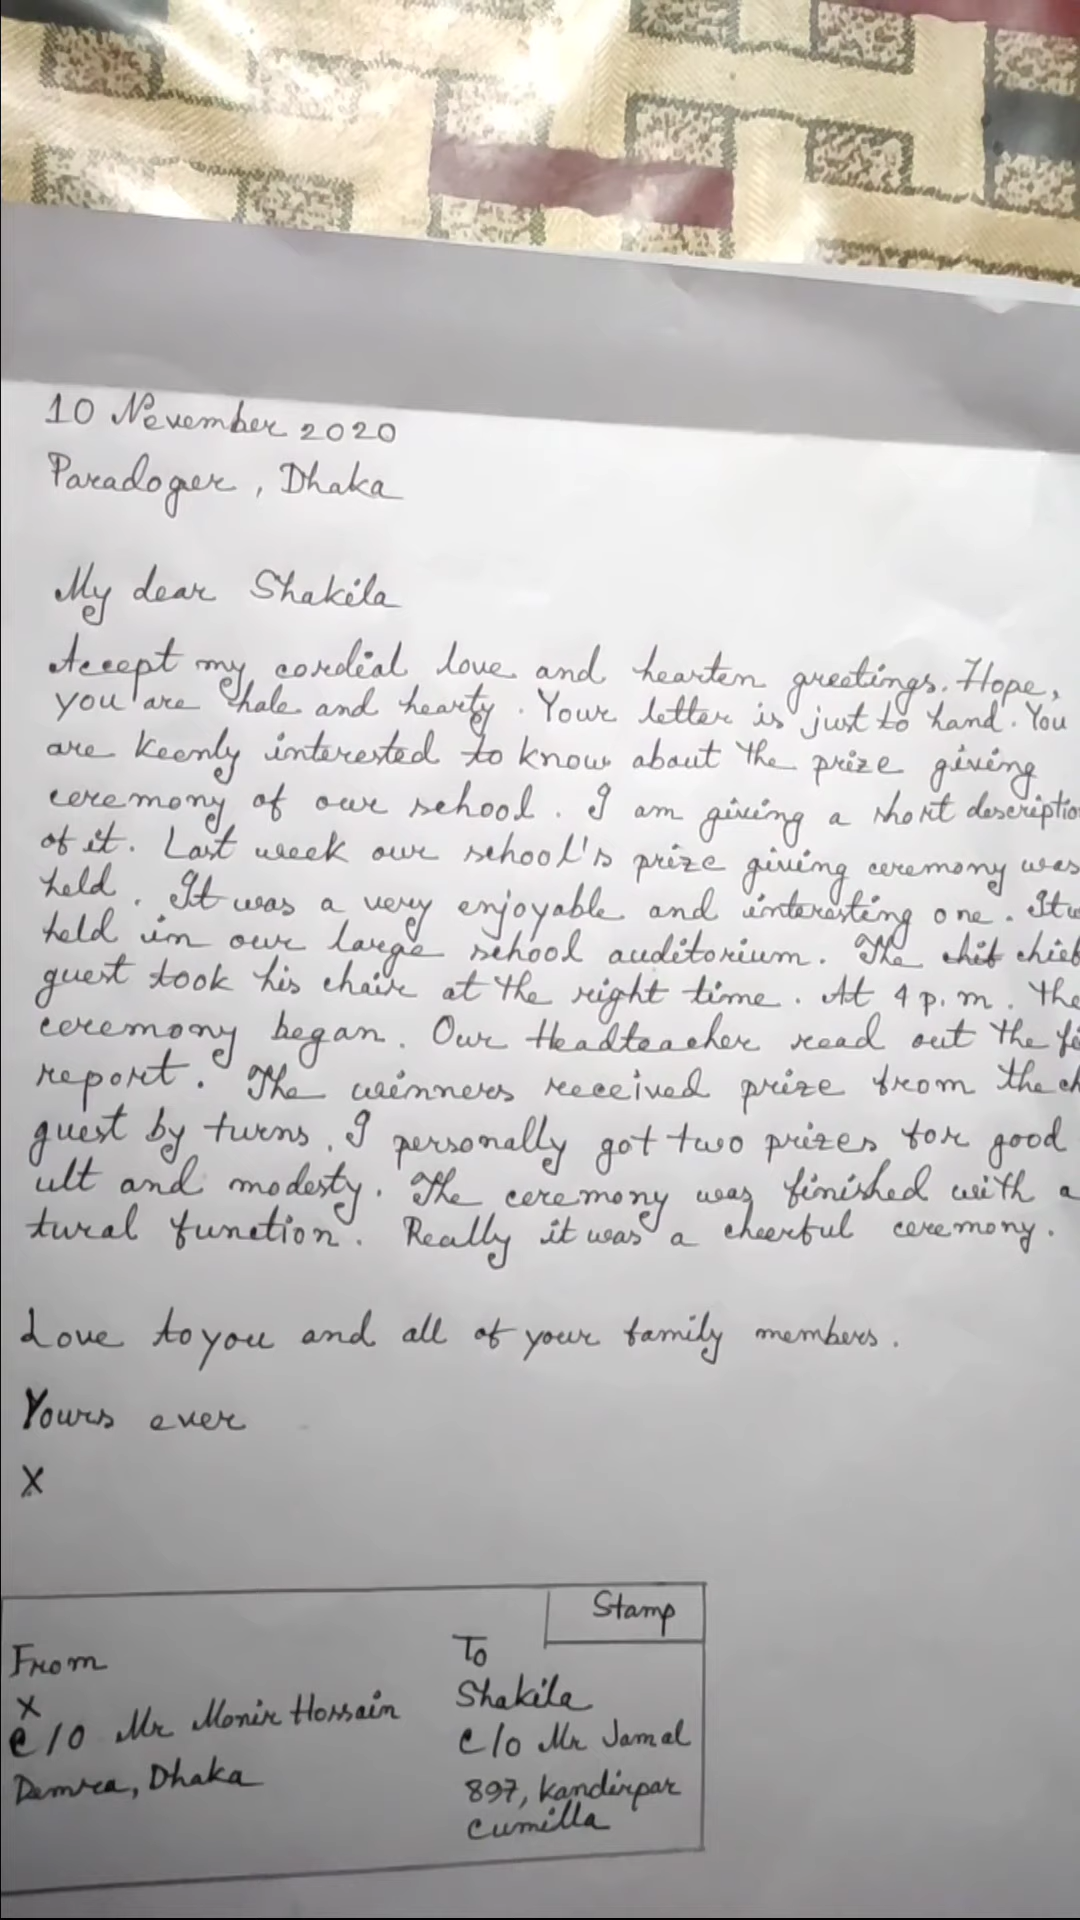 10 November 2020
Paradoger, Dhaka
My dear Shakila
Accept my cordial love and hearten greetings. Hope,
you are hale and hearty. Your letter is just to hand. You
are keenly interested to know about the prize giving
ceremony of our school. I am giving a short descriptio
of it. Last week our school's prize giving ceremony was
held. It was a very enjoyable and interesting one. It w
held in our large school auditorium. The chif chief
guest took his chair at the right time. At 4 p.m. the
ceremony began. Our Headteacher read out the
report. The winners received prize from the ch
guest by turns. I personally got two prizes for good
ult and modesty. The ceremony was finished with a
tural function. Really it was a cheerful ceremony.
Love to you and all of your family members.
Yours ever
X
Stamp
From
X
C/O Mr Monir Hossain
Demra, Dhaka
To
Shakila
C/o Mr Jamal
897, Kandirpar
Cumilla